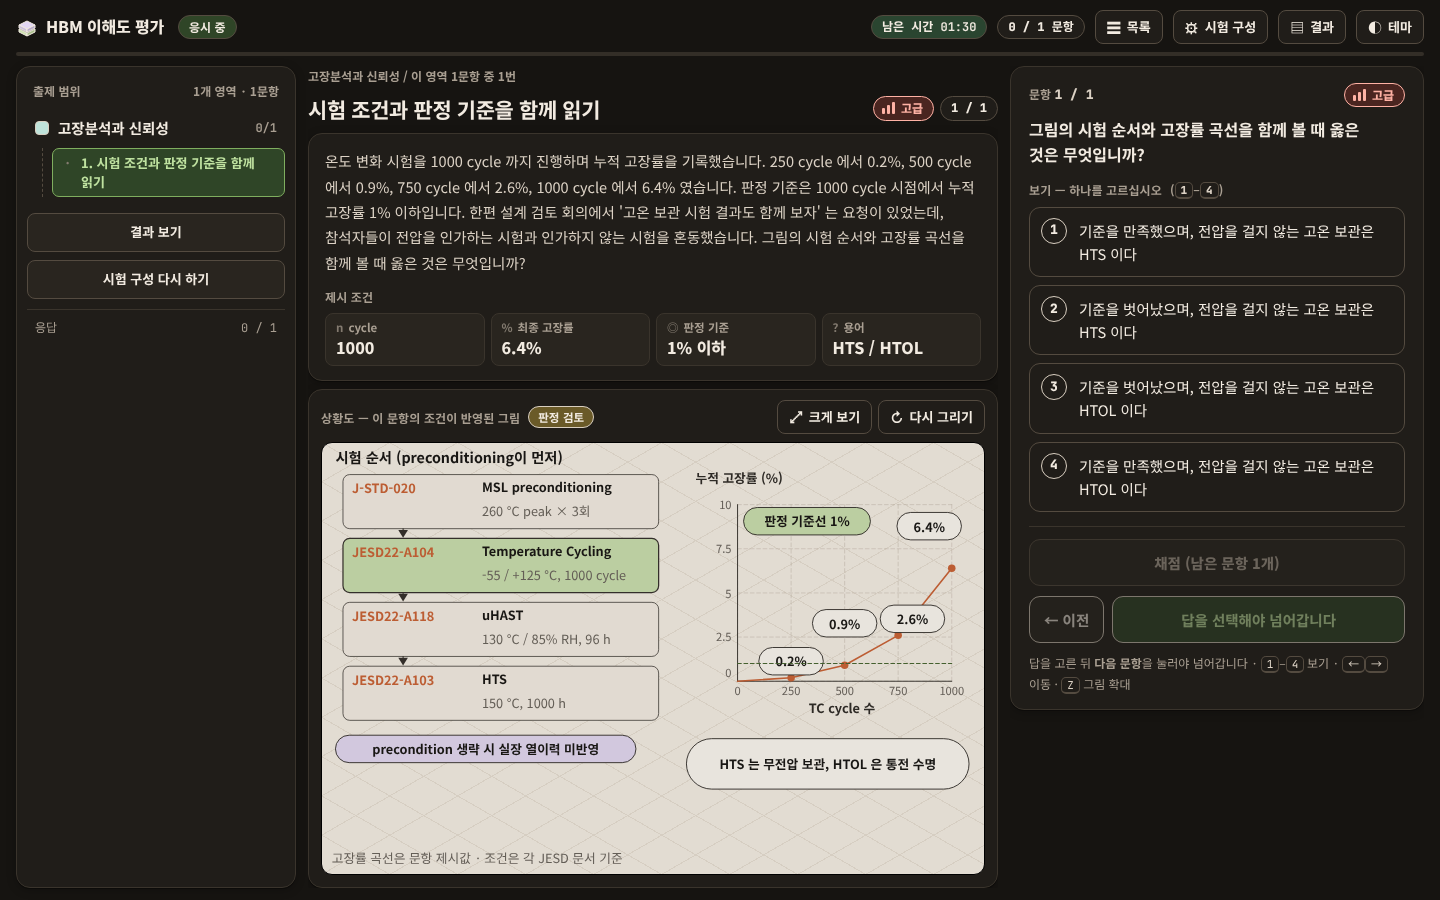 HBM 이해도 평가
응시 중
남은 시간 01:30
0 / 1 문항
목록
시험 구성
결과
테마
출제 범위
1개 영역 · 1문항
고장분석과 신뢰성
0/1
1. 시험 조건과 판정 기준을 함께
읽기
결과 보기
시험 구성 다시 하기
응답
0 / 1
고장분석과 신뢰성 / 이 영역 1문항 중 1번
시험 조건과 판정 기준을 함께 읽기
고급
1 / 1
온도 변화 시험을 1000 cycle 까지 진행하며 누적 고장률을 기록했습니다. 250 cycle 에서 0.2%, 500 cycle
에서 0.9%, 750 cycle 에서 2.6%, 1000 cycle 에서 6.4% 였습니다. 판정 기준은 1000 cycle 시점에서 누적
고장률 1% 이하입니다. 한편 설계 검토 회의에서 '고온 보관 시험 결과도 함께 보자' 는 요청이 있었는데,
참석자들이 전압을 인가하는 시험과 인가하지 않는 시험을 혼동했습니다. 그림의 시험 순서와 고장률 곡선을
함께 볼 때 옳은 것은 무엇입니까?
제시 조건
n cycle
1000
% 최종 고장률
6.4%
◎ 판정 기준
1% 이하
? 용어
HTS / HTOL
상황도 — 이 문항의 조건이 반영된 그림
판정 검토
크게 보기
다시 그리기
시험 순서 (preconditioning이 먼저)
J-STD-020
MSL preconditioning
260 °C peak × 3회
JESD22-A104
Temperature Cycling
-55 / +125 °C, 1000 cycle
JESD22-A118
uHAST
130 °C / 85% RH, 96 h
JESD22-A103
HTS
150 °C, 1000 h
precondition 생략 시 실장 열이력 미반영
누적 고장률 (%)
10
7.5
5
2.5
0
판정 기준선 1%
6.4%
0.9%
2.6%
0.2%
0
250
500
750
1000
TC cycle 수
HTS 는 무전압 보관, HTOL 은 통전 수명
고장률 곡선은 문항 제시값 · 조건은 각 JESD 문서 기준
문항 1 / 1
고급
그림의 시험 순서와 고장률 곡선을 함께 볼 때 옳은
것은 무엇입니까?
보기 — 하나를 고르십시오 (1–4)
1
기준을 만족했으며, 전압을 걸지 않는 고온 보관은
HTS 이다
2
기준을 벗어났으며, 전압을 걸지 않는 고온 보관은
HTS 이다
3
기준을 벗어났으며, 전압을 걸지 않는 고온 보관은
HTOL 이다
4
기준을 만족했으며, 전압을 걸지 않는 고온 보관은
HTOL 이다
채점 (남은 문항 1개)
← 이전
답을 선택해야 넘어갑니다
답을 고른 뒤 다음 문항을 눌러야 넘어갑니다 · 1–4 보기 · ← →
이동 · Z 그림 확대